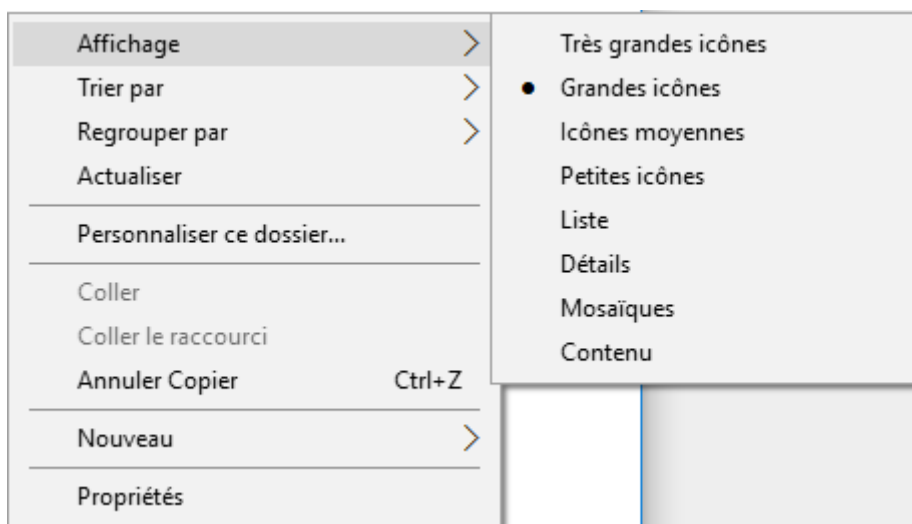 Affichage
Trier par
Regrouper par
Actualiser
Personnaliser ce dossier...
Coller
Coller le raccourci
Annuler Copier Ctrl+Z
Nouveau
Propriétés
Très grandes icônes
Grandes icônes
Icônes moyennes
Petites icônes
Liste
Détails
Mosaïques
Contenu